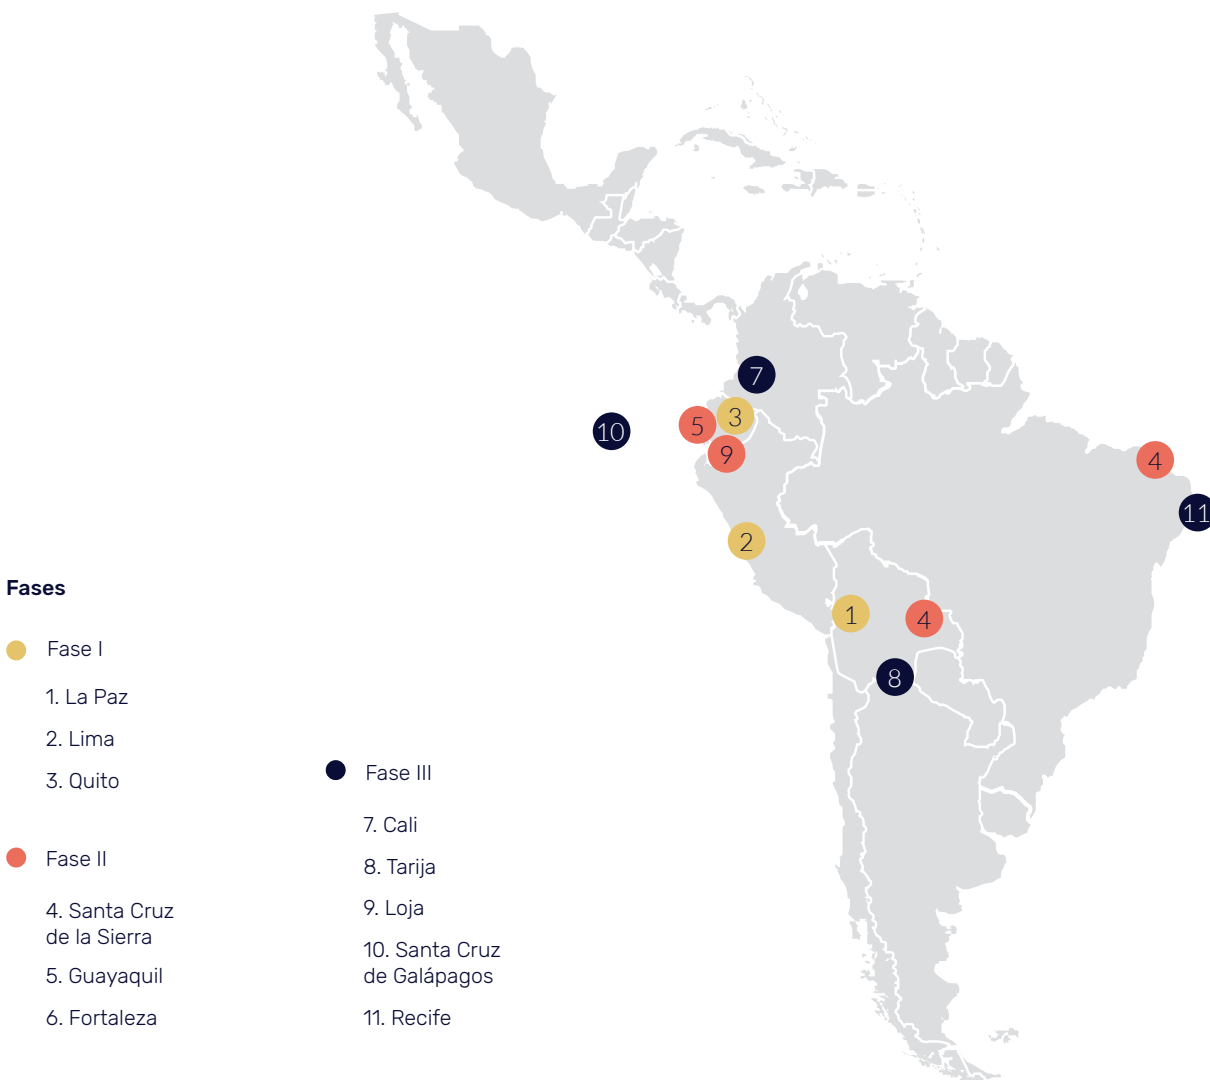 7
3
5
10
9
4
11
2
1
4
8
Fases
Fase I
1. La Paz
2. Lima
3. Quito
Fase II
4. Santa Cruz
de la Sierra
5. Guayaquil
6. Fortaleza
Fase III
7. Cali
8. Tarija
9. Loja
10. Santa Cruz
de Galápagos
11. Recife